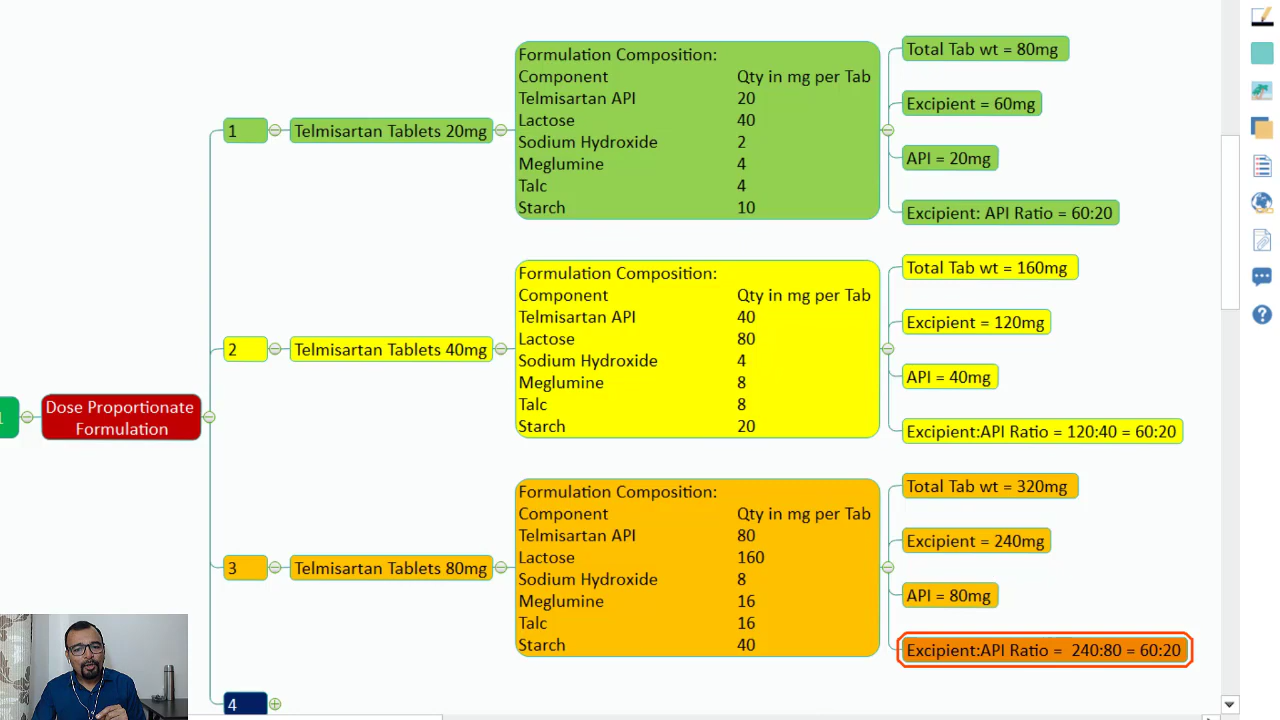 1
Dose Proportionate
Formulation
1
Telmisartan Tablets 20mg
Formulation Composition:
Component Qty in mg per Tab
Telmisartan API 20
Lactose 40
Sodium Hydroxide 2
Meglumine 4
Talc 4
Starch 10
Total Tab wt = 80mg
Excipient = 60mg
API = 20mg
Excipient: API Ratio = 60:20
2
Telmisartan Tablets 40mg
Formulation Composition:
Component Qty in mg per Tab
Telmisartan API 40
Lactose 80
Sodium Hydroxide 4
Meglumine 8
Talc 8
Starch 20
Total Tab wt = 160mg
Excipient = 120mg
API = 40mg
Excipient:API Ratio = 120:40 = 60:20
3
Telmisartan Tablets 80mg
Formulation Composition:
Component Qty in mg per Tab
Telmisartan API 80
Lactose 160
Sodium Hydroxide 8
Meglumine 16
Talc 16
Starch 40
Total Tab wt = 320mg
Excipient = 240mg
API = 80mg
Excipient:API Ratio = 240:80 = 60:20
4